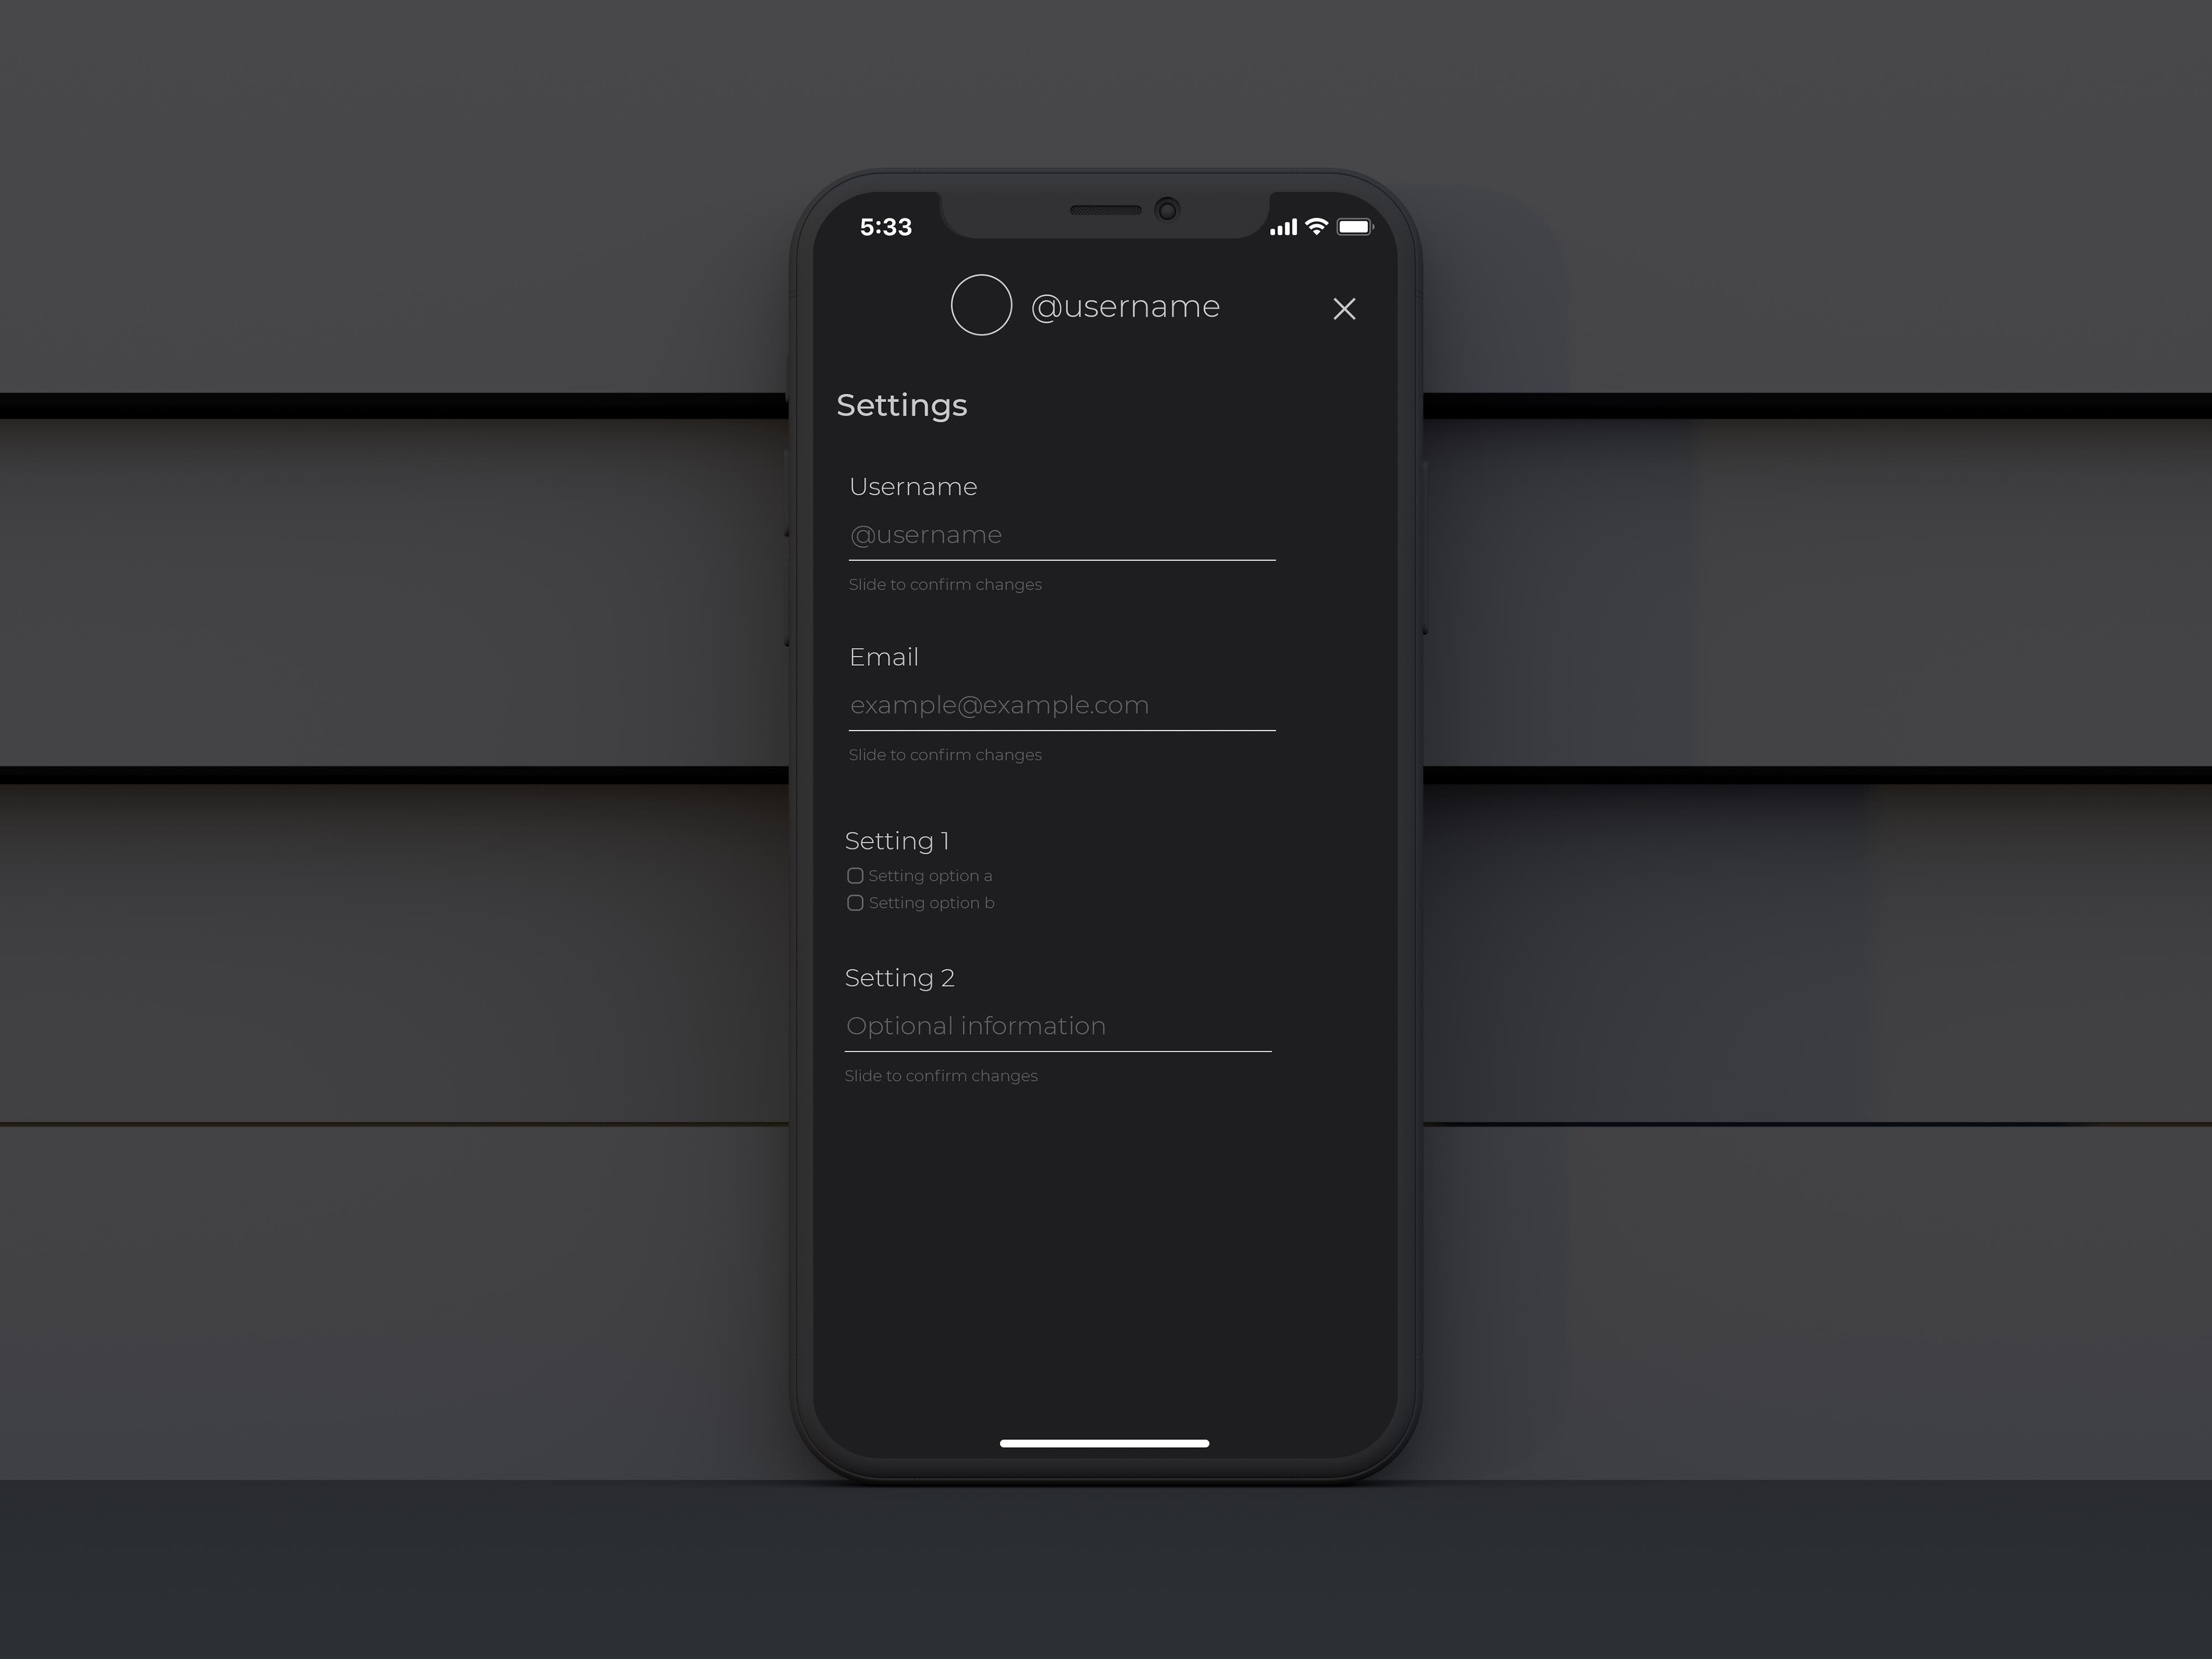 5:33
@username
Settings
Username
@username
Slide to confirm changes
Email
example@example.com
Slide to confirm changes
Setting 1
Setting option a
Setting option b
Setting 2
Optional information
Slide to confirm changes